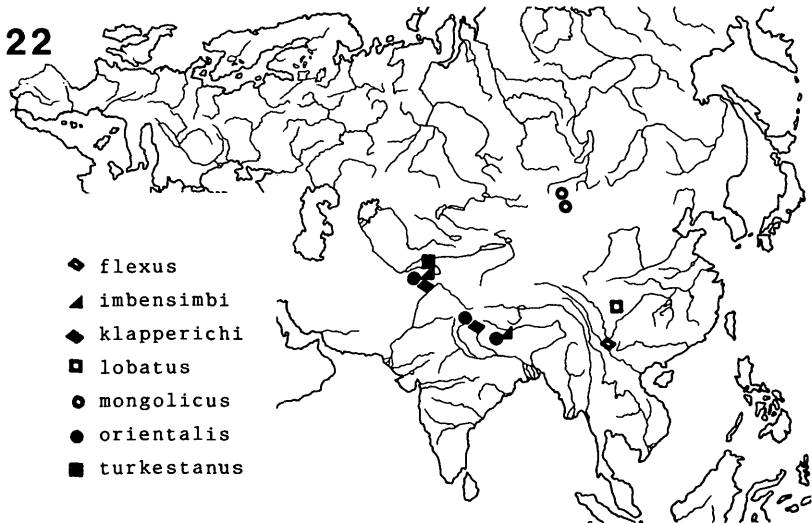 22
flexus
imbensimbi
klapperichi
lobatus
mongolicus
orientalis
turkestanus